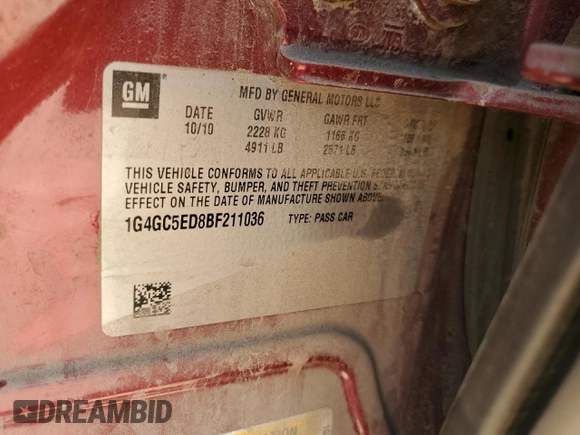 GM
MFD BY GENERAL MOTORS LLC
DATE GVWR GAWR FRT
10/10 2228 KG 1166 KG
4911 LB 2571 LB
THIS VEHICLE CONFORMS TO ALL APPLICABLE U.S. FEDERAL
VEHICLE SAFETY, BUMPER, AND THEFT PREVENTION STANDARDS
EFFECT ON THE DATE OF MANUFACTURE SHOWN ABOVE.
1G4GC5ED8BF211036 TYPE: PASS CAR
DREAMBID